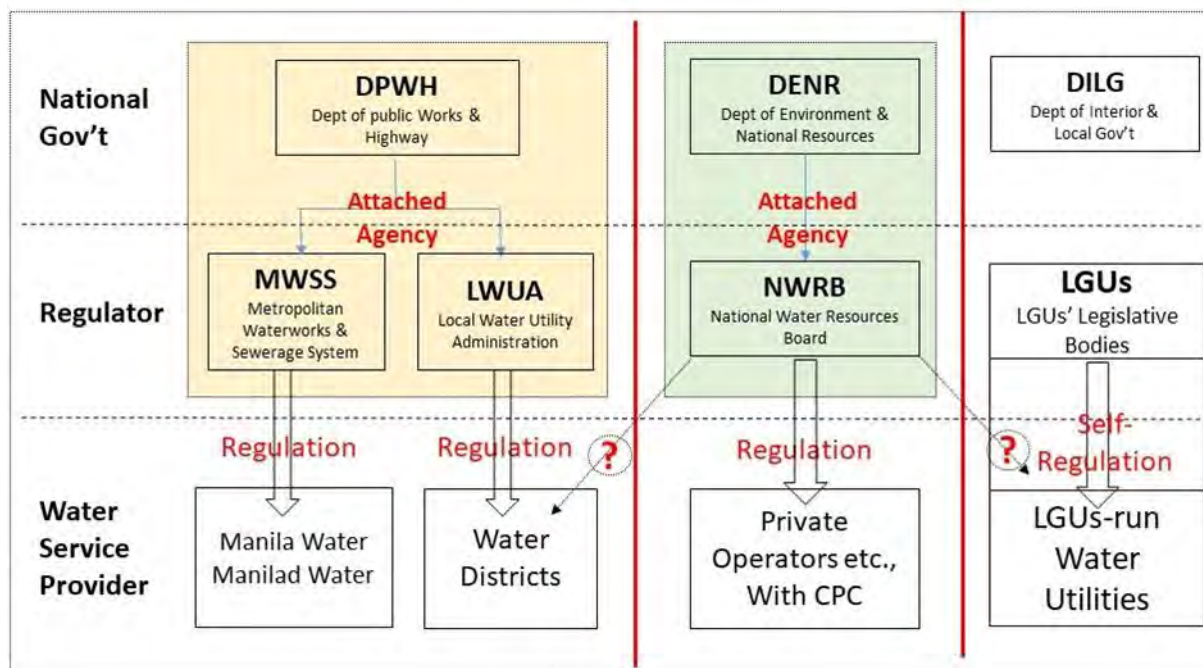 National
Gov't
DPWH
Dept of public Works &
Highway
DENR
Dept of Environment &
National Resources
DILG
Dept of Interior &
Local Gov't
Attached
Agency
Attached
Agency
Regulator
MWSS
Metropolitan
Waterworks &
Sewerage System
LWUA
Local Water Utility
Administration
NWRB
National Water Resources
Board
LGUs
LGUs' Legislative
Bodies
Regulation
Regulation
?
Regulation
?
Self-
Regulation
Water
Service
Provider
Manila Water
Manilad Water
Water
Districts
Private
Operators etc.,
With CPC
LGUs-run
Water
Utilities